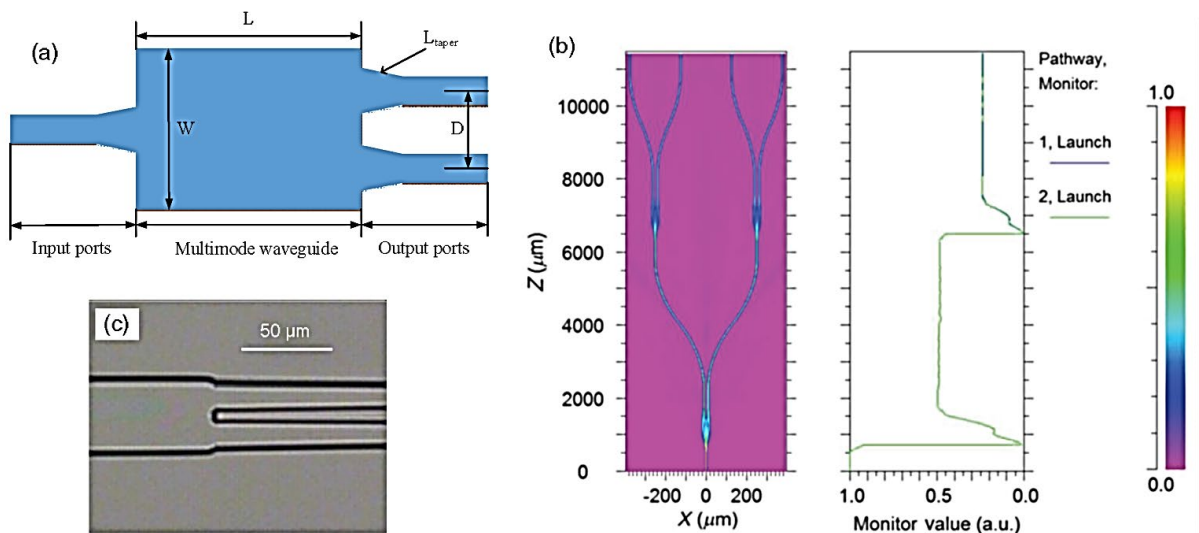 (a)
L
L_taper
W
D
Input ports
Multimode waveguide
Output ports
(b)
Z (μm)
10000
8000
6000
4000
2000
0
-200
0
200
X (μm)
1.0
0.5
0.0
Monitor value (a.u.)
Pathway,
Monitor:
1, Launch
2, Launch
1.0
0.0
(c)
50 μm